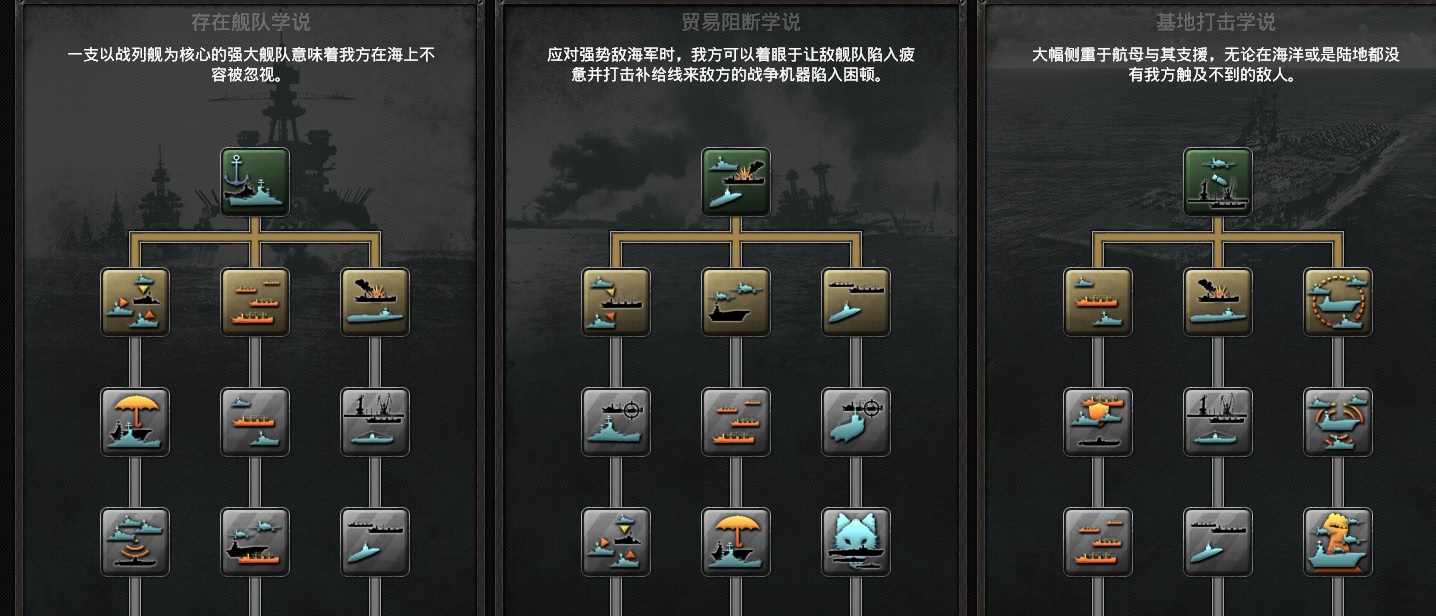 存在舰队学说
一支以战列舰为核心的强大舰队意味着我方在海上不
容被忽视。
贸易阻断学说
应对强势敌海军时，我方可以着眼于让敌舰队陷入疲
惫并打击补给线来敌方的战争机器陷入困顿。
基地打击学说
大幅侧重于航母与其支援，无论在海洋或是陆地都没
有我方触及不到的敌人。